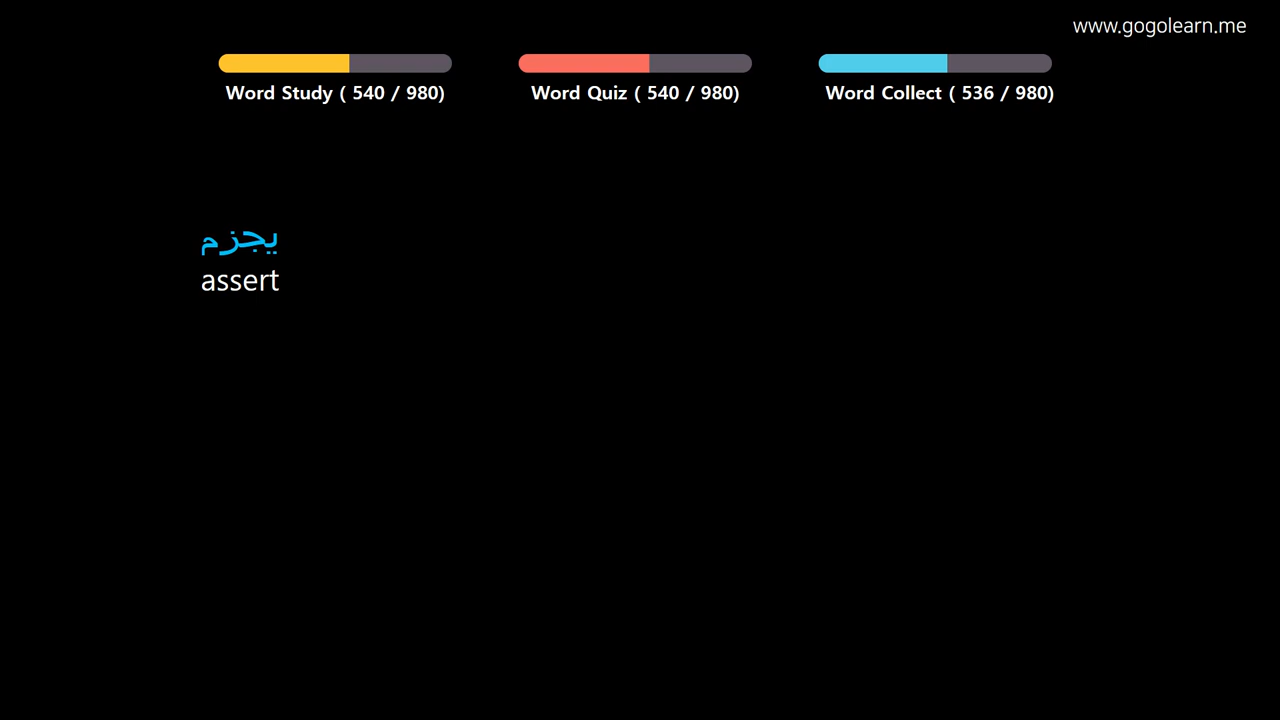 www.gogolearn.me
Word Study ( 540 / 980)
Word Quiz ( 540 / 980)
Word Collect ( 536 / 980)
يجزم
assert